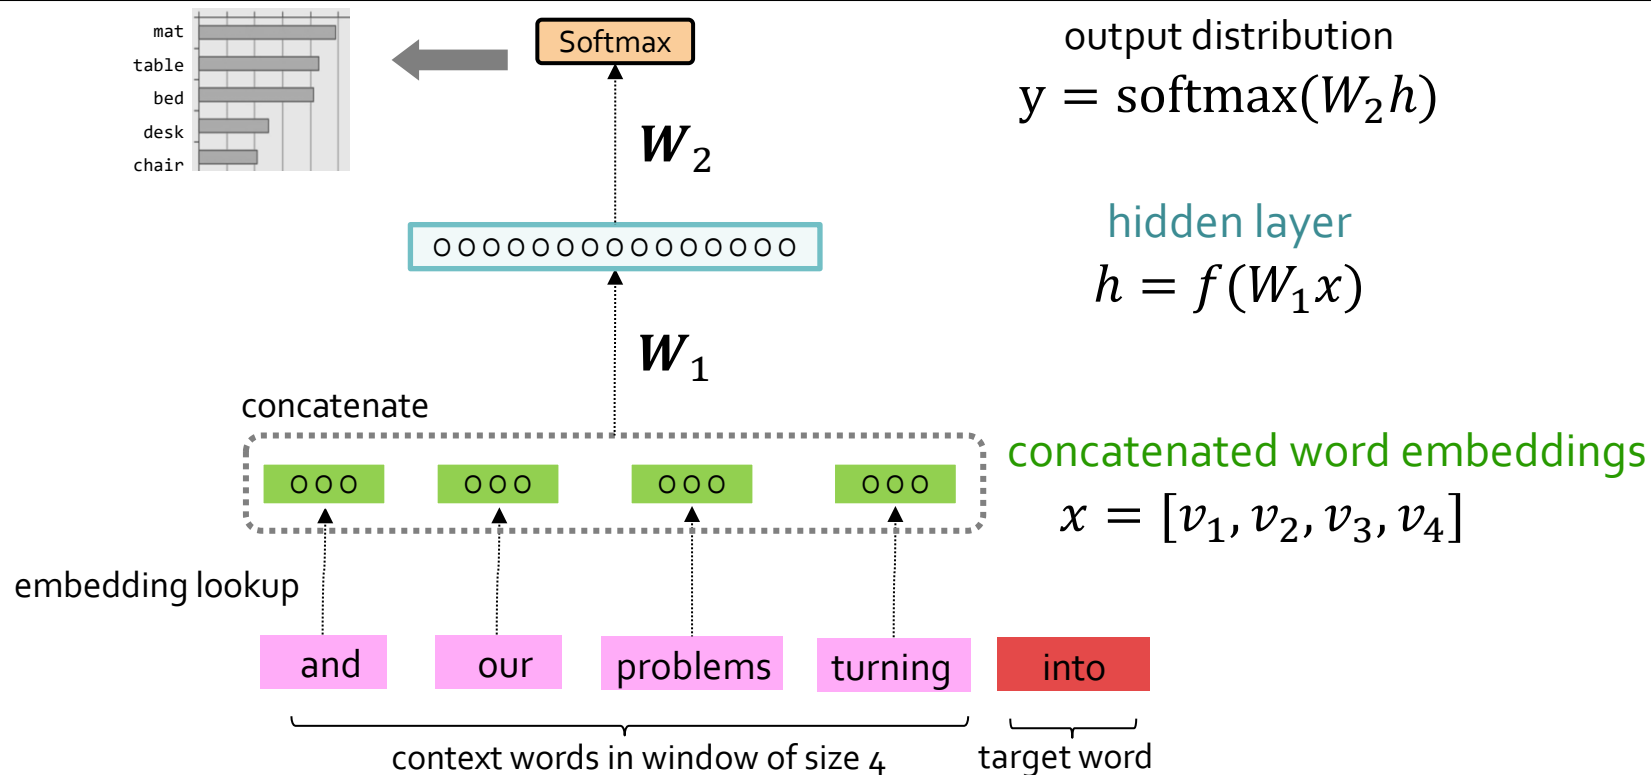 mat
table
bed
desk
chair
Softmax
output distribution
y = softmax(W₂h)
W₂
o o o o o o o o o o o o o o o
hidden layer
h = f(W₁x)
W₁
concatenate
o o o
o o o
o o o
o o o
concatenated word embeddings
x = [v₁, v₂, v₃, v₄]
embedding lookup
and
our
problems
turning
into
context words in window of size 4
target word